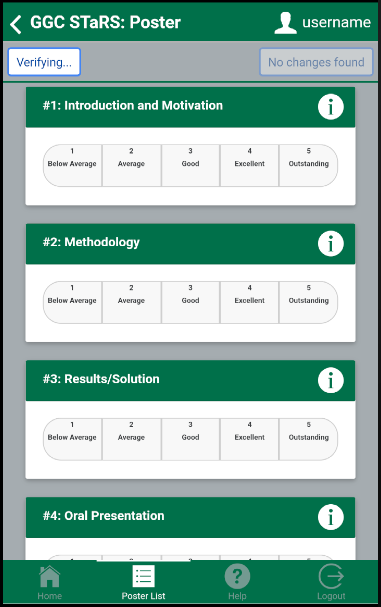 GGC STaRS: Poster
username
Verifying...
No changes found
#1: Introduction and Motivation
i
1 2 3 4 5
Below Average Average Good Excellent Outstanding
#2: Methodology
i
1 2 3 4 5
Below Average Average Good Excellent Outstanding
#3: Results/Solution
i
1 2 3 4 5
Below Average Average Good Excellent Outstanding
#4: Oral Presentation
i
Home Poster List ? Help Logout